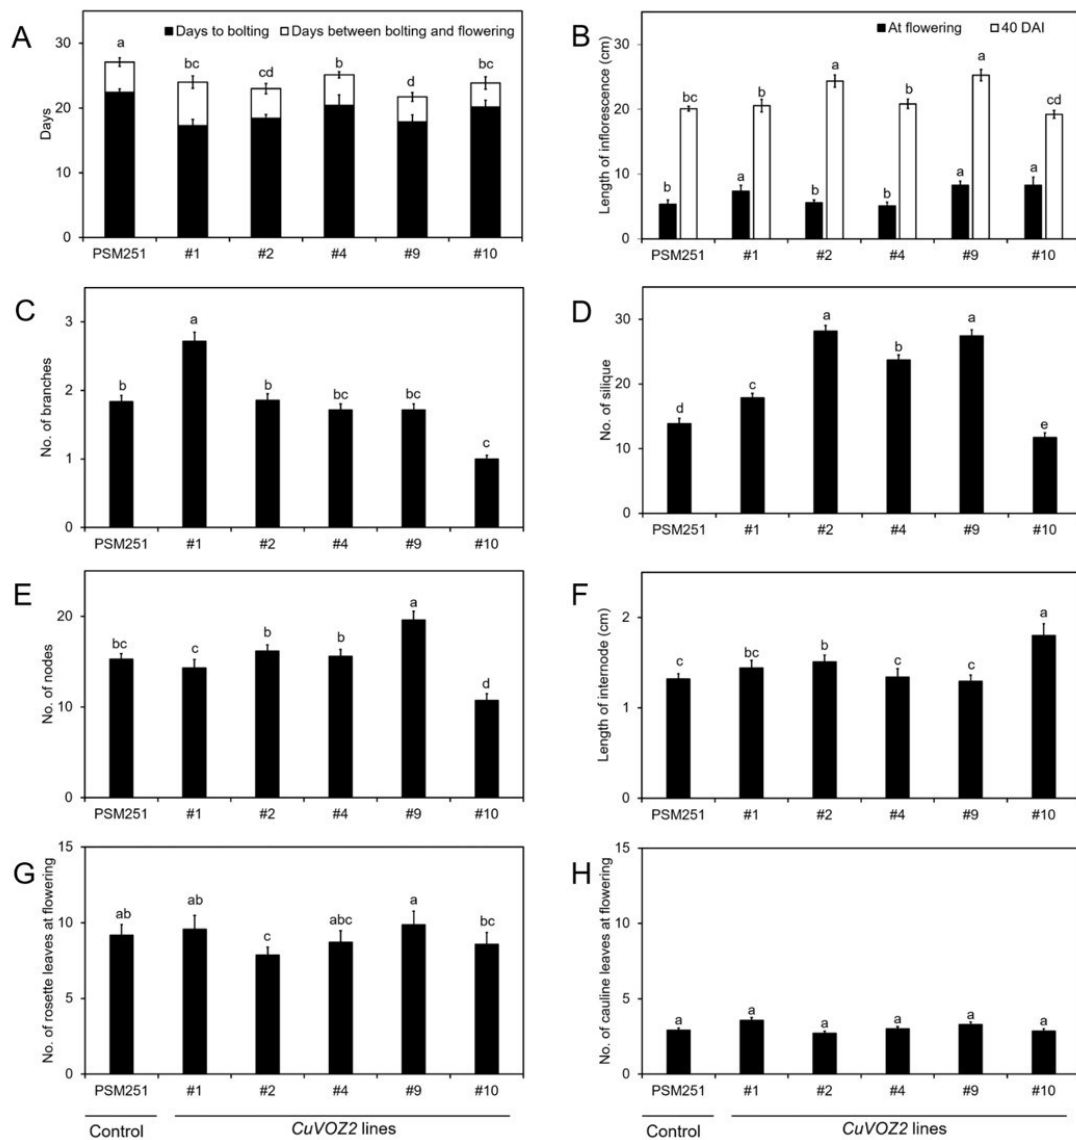 A
Days to bolting
Days between bolting and flowering
30
20
10
0
Days
a
bc
cd
b
d
bc
PSM251 #1 #2 #4 #9 #10
B
At flowering
40 DAI
30
20
10
0
Length of inflorescence (cm)
b bc
a b
b a
b b
a a
a cd
PSM251 #1 #2 #4 #9 #10
C
3
2
1
0
No. of branches
b a b bc bc c
PSM251 #1 #2 #4 #9 #10
D
30
20
10
0
No. of silique
d c a b a e
PSM251 #1 #2 #4 #9 #10
E
20
10
0
No. of nodes
bc c b b a d
PSM251 #1 #2 #4 #9 #10
F
2
1
0
Length of internode (cm)
c bc b c c a
PSM251 #1 #2 #4 #9 #10
G
15
10
5
0
No. of rosette leaves at flowering
ab ab c abc a bc
PSM251 #1 #2 #4 #9 #10
Control
CuVOZ2 lines
H
15
10
5
0
No. of cauline leaves at flowering
a a a a a a
PSM251 #1 #2 #4 #9 #10
Control
CuVOZ2 lines